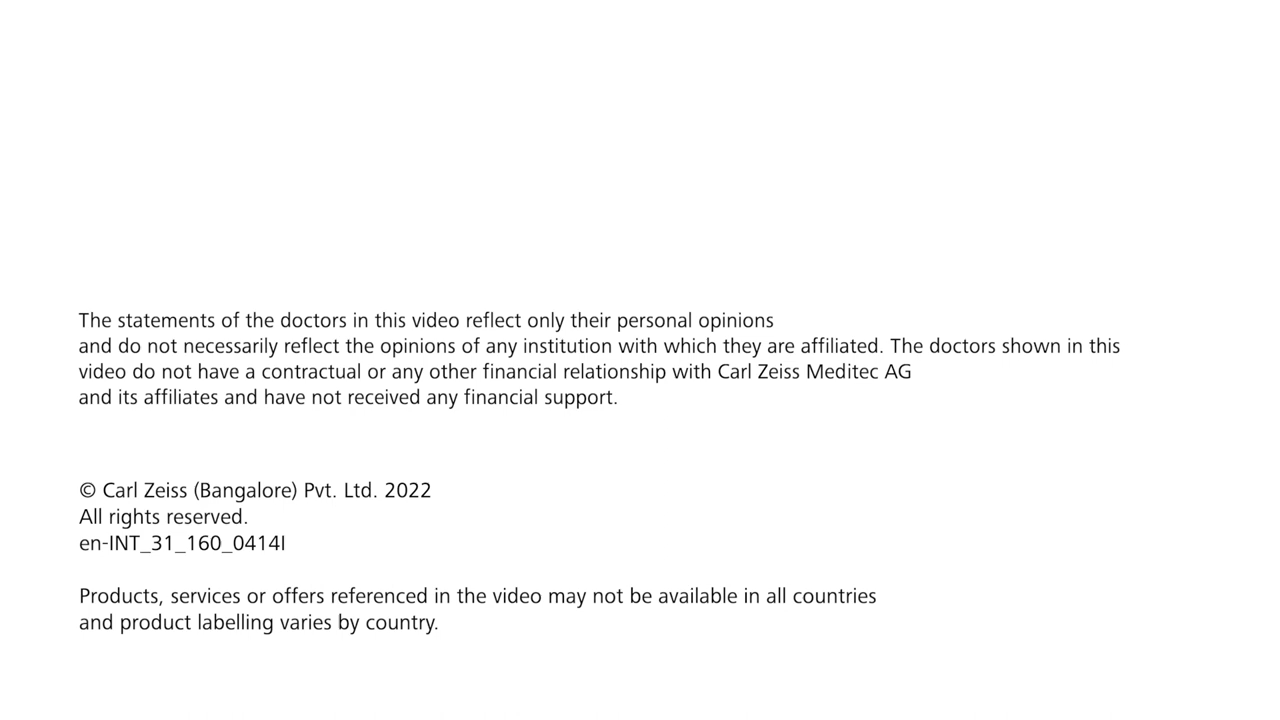 The statements of the doctors in this video reflect only their personal opinions
and do not necessarily reflect the opinions of any institution with which they are affiliated. The doctors shown in this
video do not have a contractual or any other financial relationship with Carl Zeiss Meditec AG
and its affiliates and have not received any financial support.
© Carl Zeiss (Bangalore) Pvt. Ltd. 2022
All rights reserved.
en-INT_31_160_0414I
Products, services or offers referenced in the video may not be available in all countries
and product labelling varies by country.